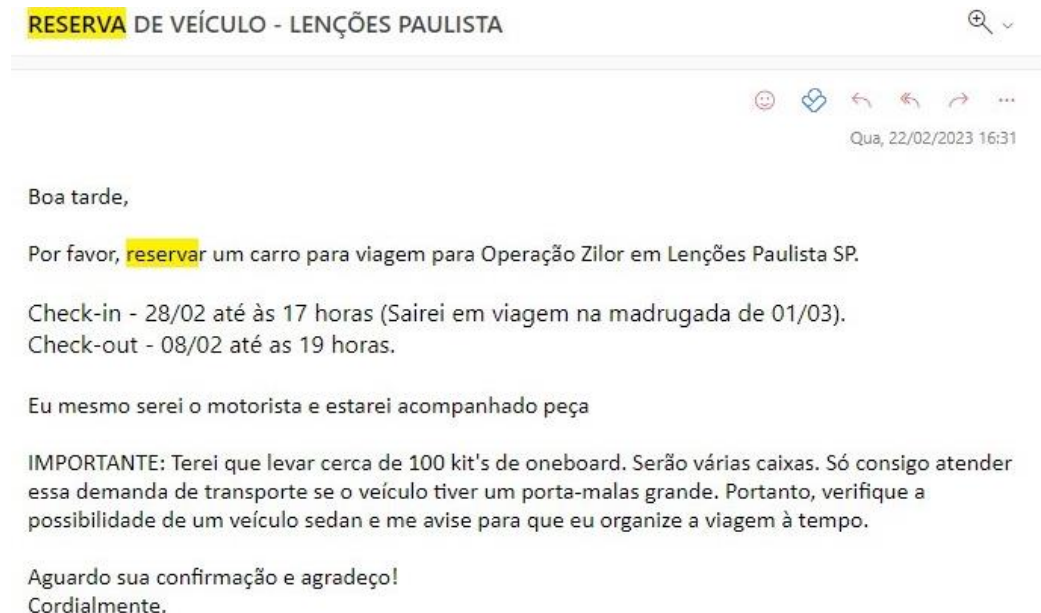 RESERVA DE VEÍCULO - LENÇÕES PAULISTA
Qua, 22/02/2023 16:31
Boa tarde,
Por favor, reservar um carro para viagem para Operação Zilor em Lenções Paulista SP.
Check-in - 28/02 até às 17 horas (Sairei em viagem na madrugada de 01/03).
Check-out - 08/02 até as 19 horas.
Eu mesmo serei o motorista e estarei acompanhado peça
IMPORTANTE: Terei que levar cerca de 100 kit's de oneboard. Serão várias caixas. Só consigo atender
essa demanda de transporte se o veículo tiver um porta-malas grande. Portanto, verifique a
possibilidade de um veículo sedan e me avise para que eu organize a viagem à tempo.
Aguardo sua confirmação e agradeço!
Cordialmente.